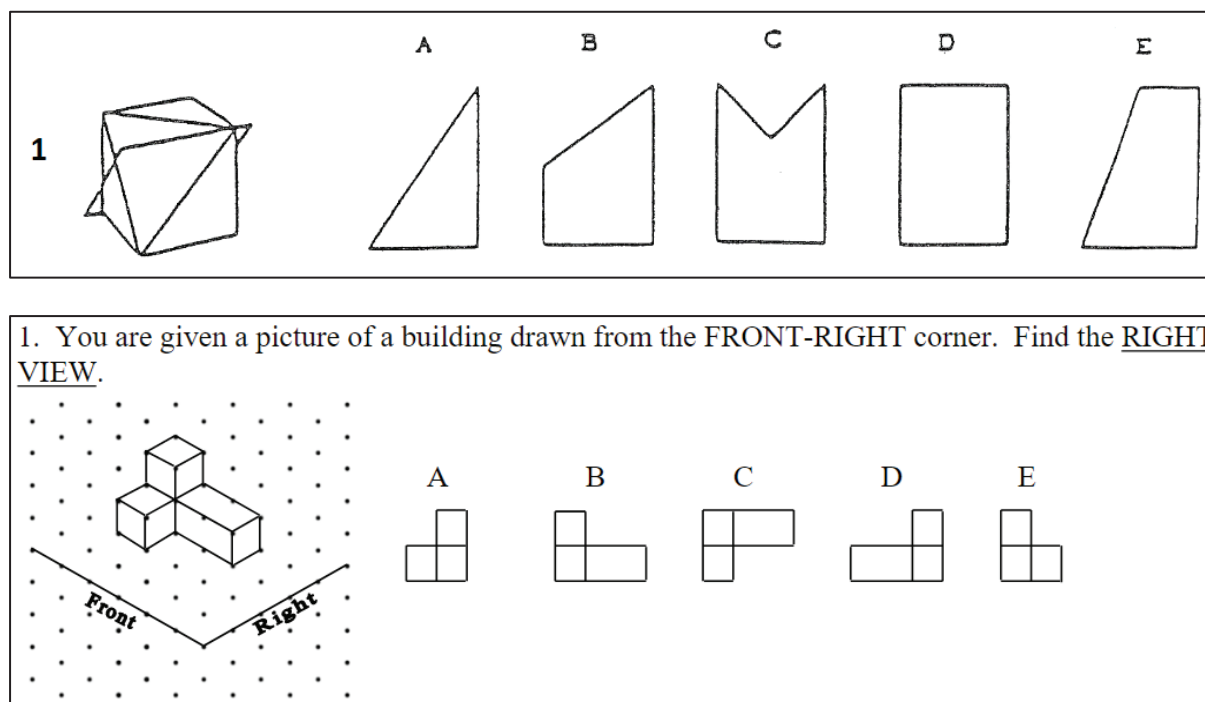 A B C D E
1
1. You are given a picture of a building drawn from the FRONT-RIGHT corner. Find the RIGHT
VIEW.
A B C D E
Front Right